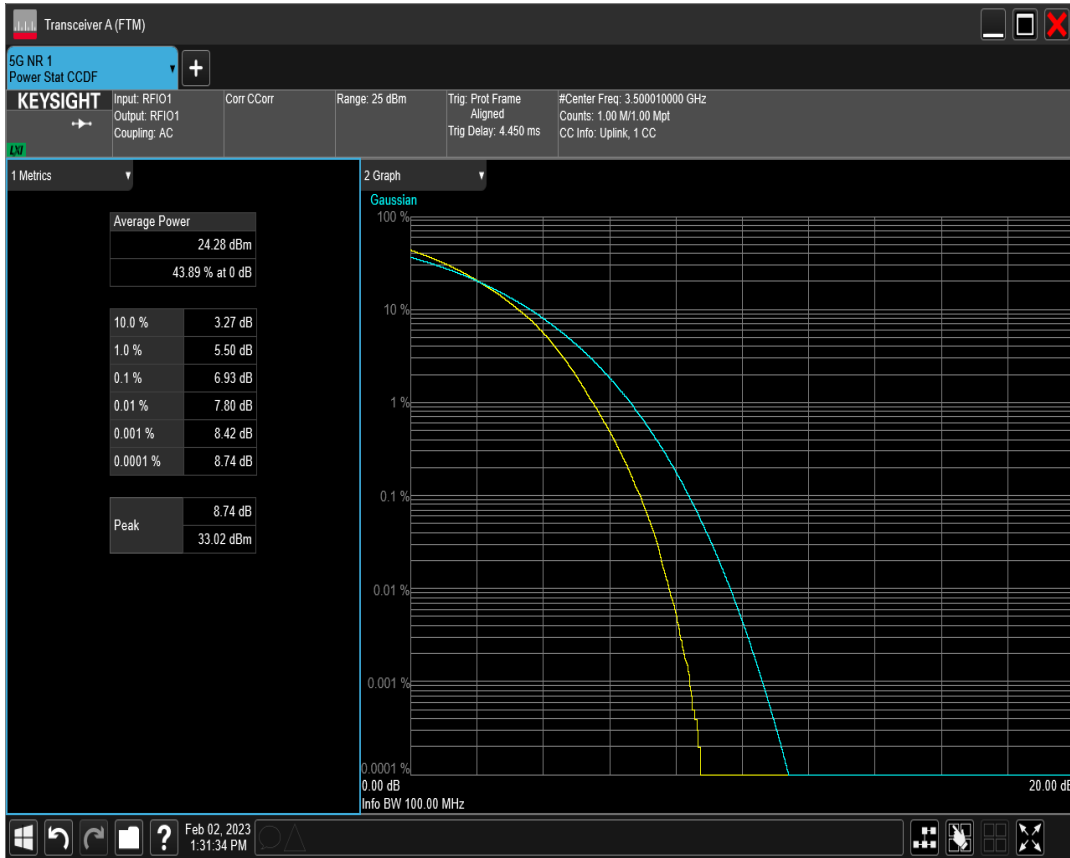 Transceiver A (FTM)
5G NR 1
Power Stat CCDF
+
KEYSIGHT
LXI
Input: RFIO1
Output: RFIO1
Coupling: AC
Corr CCorr
Range: 25 dBm
Trig: Prot Frame
Aligned
Trig Delay: 4.450 ms
#Center Freq: 3.500010000 GHz
Counts: 1.00 M/1.00 Mpt
CC Info: Uplink, 1 CC
1 Metrics
Average Power
24.28 dBm
43.89 % at 0 dB
10.0 % 3.27 dB
1.0 % 5.50 dB
0.1 % 6.93 dB
0.01 % 7.80 dB
0.001 % 8.42 dB
0.0001 % 8.74 dB
Peak
8.74 dB
33.02 dBm
2 Graph
Gaussian
100 %
10 %
1 %
0.1 %
0.01 %
0.001 %
0.0001 %
0.00 dB 20.00 dB
Info BW 100.00 MHz
?
Feb 02, 2023
1:31:34 PM